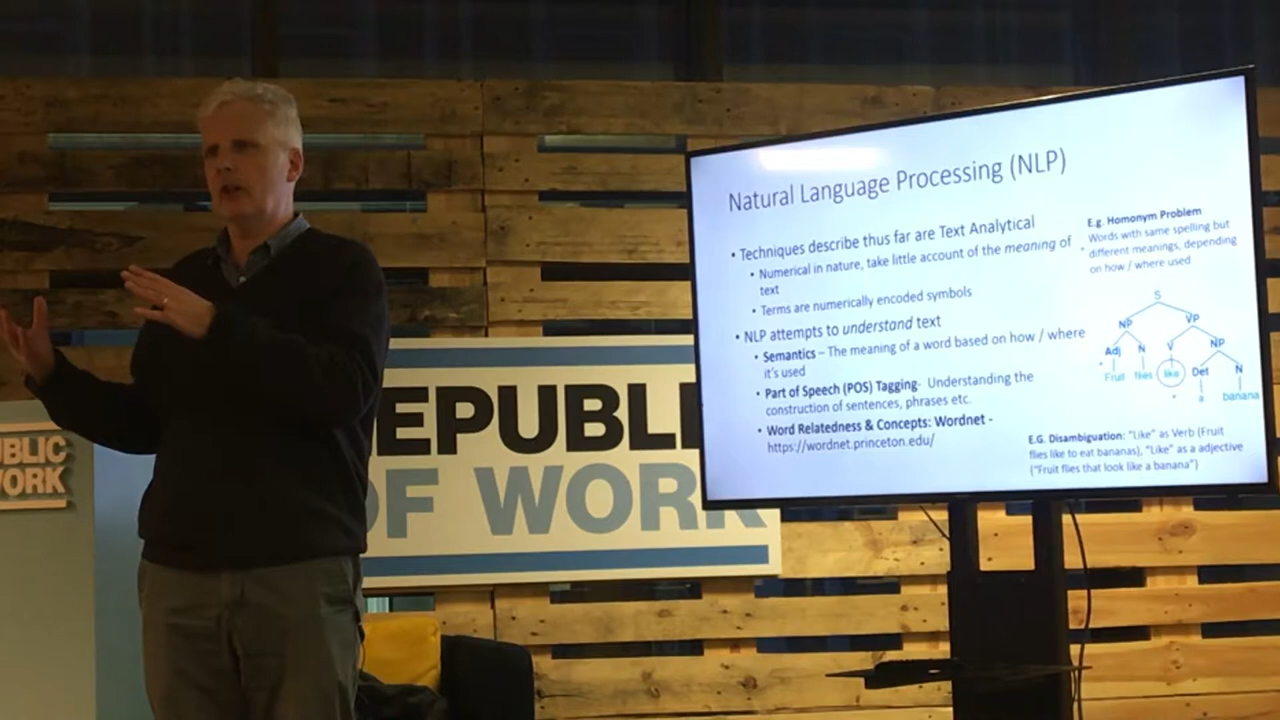 Natural Language Processing (NLP)
• Techniques describe thus far are Text Analytical
• Numerical in nature, take little account of the meaning of
text
• Terms are numerically encoded symbols
• NLP attempts to understand text
• Semantics – The meaning of a word based on how / where
it's used
• Part of Speech (POS) Tagging- Understanding the
construction of sentences, phrases etc.
• Word Relatedness & Concepts: Wordnet -
https://wordnet.princeton.edu/
E.g. Homonym Problem
Words with same spelling but
different meanings, depending
on how / where used
S
NP VP
Adj N V NP
Fruit flies like Det N
a banana
E.G. Disambiguation: "Like" as Verb (Fruit
flies like to eat bananas), "Like" as a adjective
("Fruit flies that look like a banana")
EPUBLI
OF WORK
UBLIC
WORK